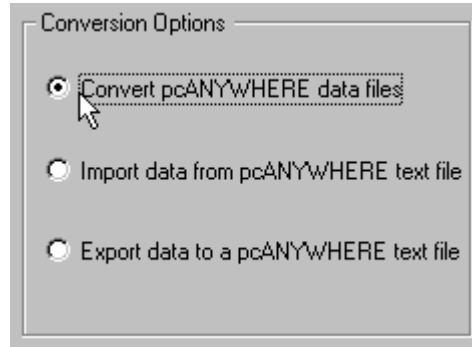 Conversion Options
Convert pcANYWHERE data files
Import data from pcANYWHERE text file
Export data to a pcANYWHERE text file